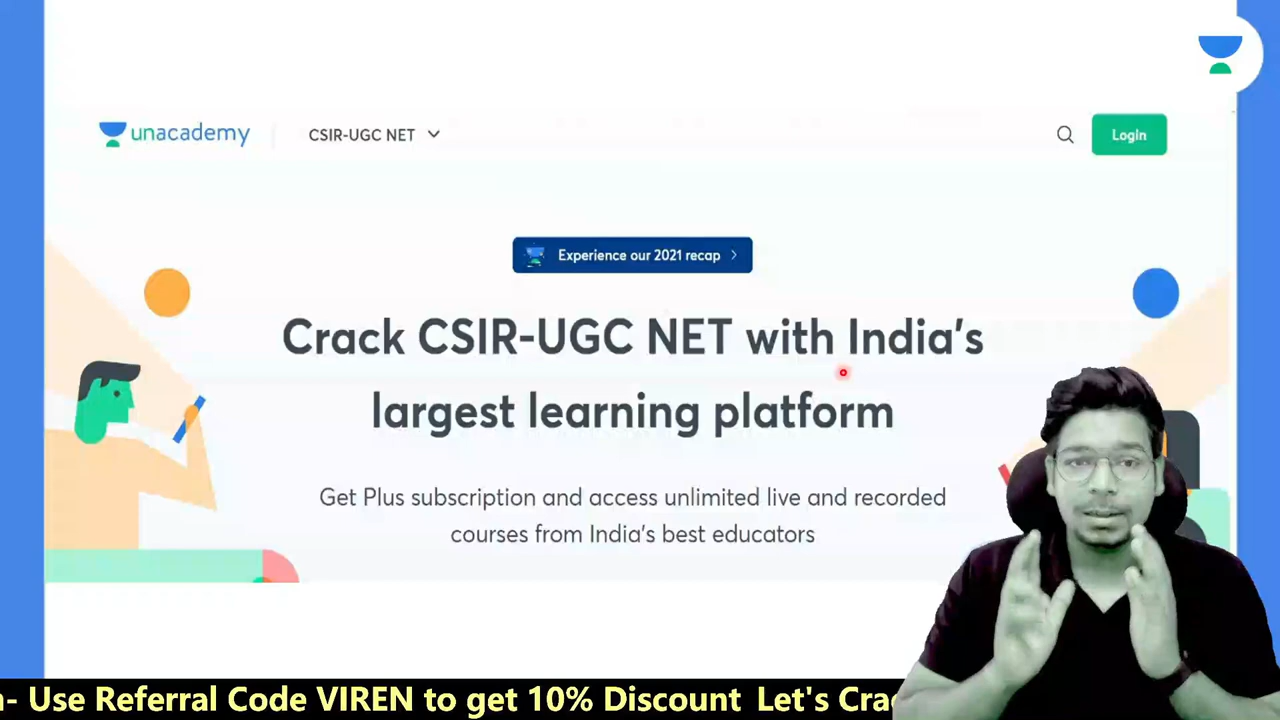 unacademy
CSIR-UGC NET
Login
Experience our 2021 recap
Crack CSIR-UGC NET with India's
largest learning platform
Get Plus subscription and access unlimited live and recorded
courses from India's best educators
- Use Referral Code VIREN to get 10% Discount Let's